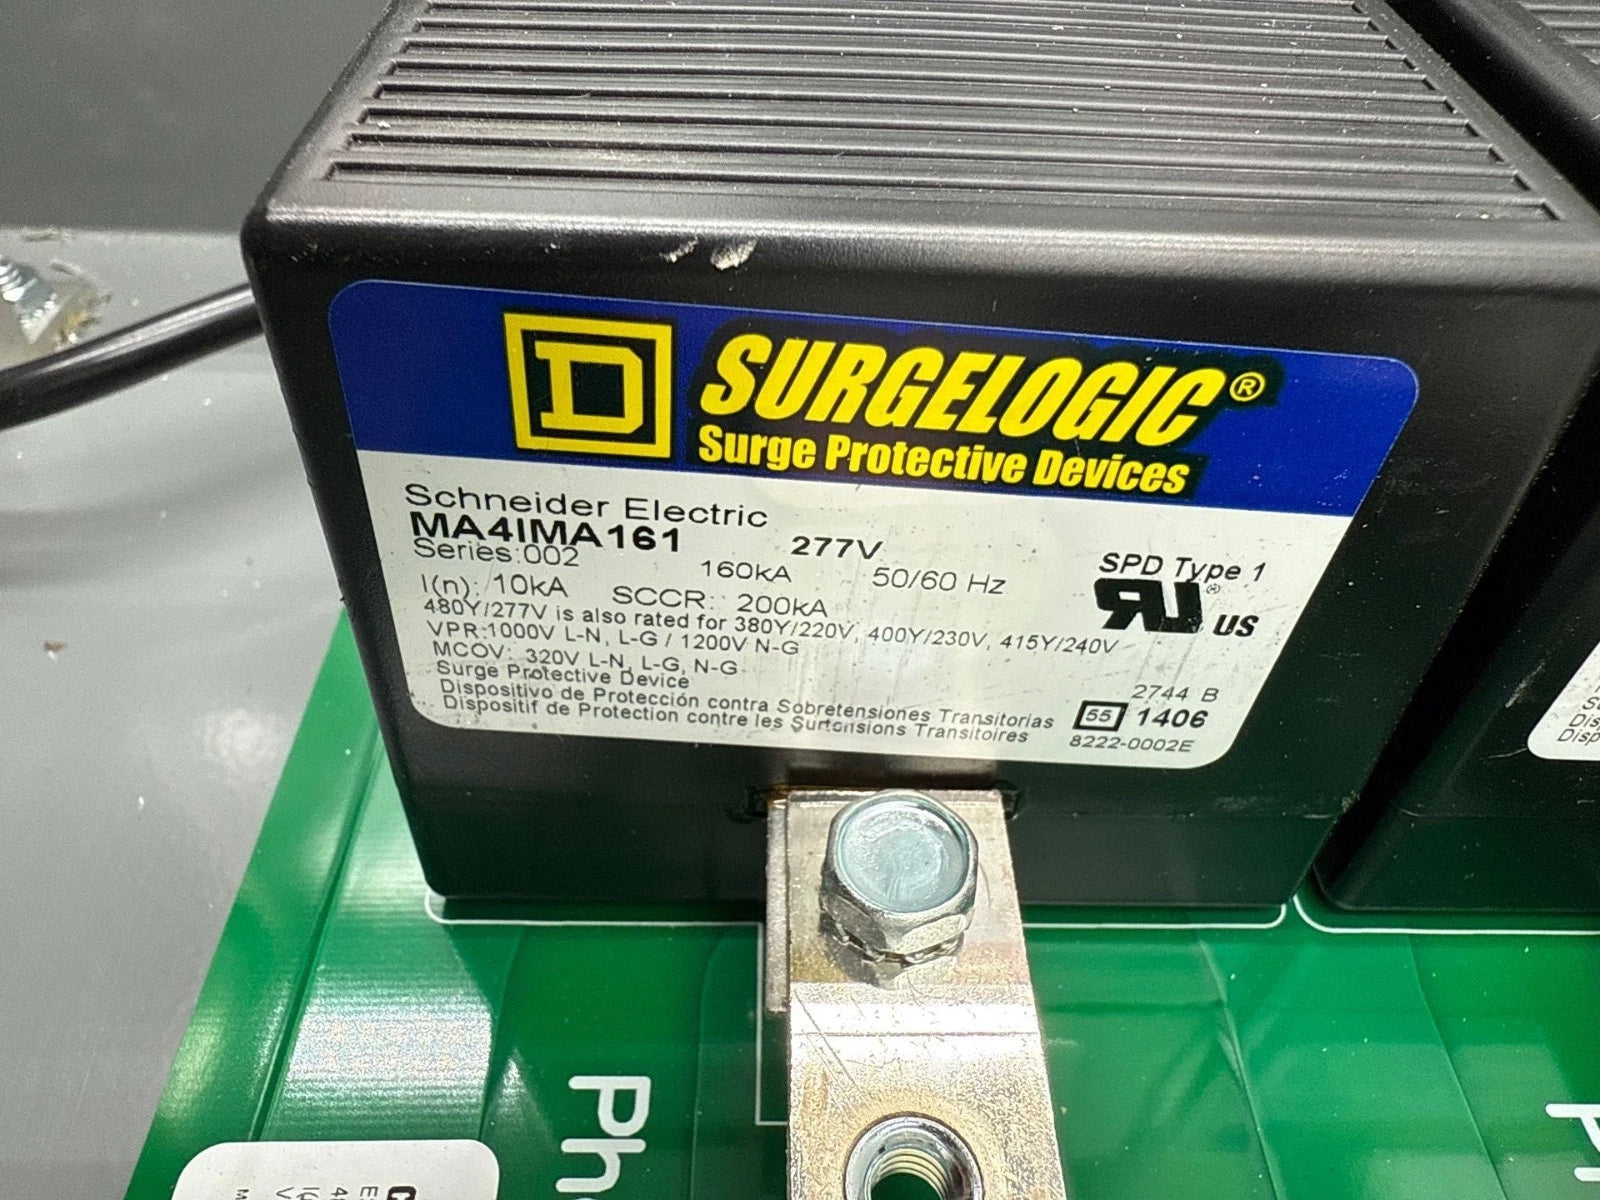 D SURGELOGIC®
Surge Protective Devices
Schneider Electric
MA4IMA161 277V
Series:002 160kA 50/60 Hz
I(n): 10kA SCCR: 200kA
SPD Type 1
RU® US
480Y/277V is also rated for 380Y/220V, 400Y/230V, 415Y/240V
VPR:1000V L-N, L-G / 1200V N-G
MCOV: 320V L-N, L-G, N-G
Surge Protective Device
Dispositivo de Protección contra Sobretensiones Transitorias
Dispositif de Protection contre les Surtensions Transitoires
2744 B
55 1406
8222-0002E